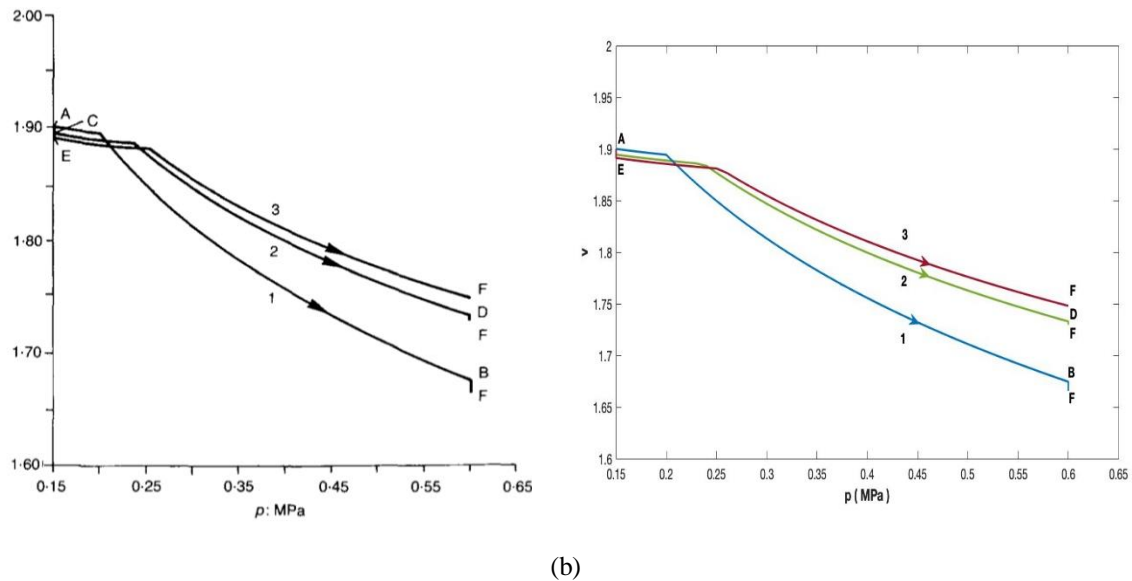 2·00
1·90
1·80
1·70
1·60
0·15
0·25
0·35
0·45
0·55
0·65
p: MPa
A
C
E
3
2
1
F
D
F
B
F
2
1.95
1.9
1.85
1.8
1.75
1.7
1.65
1.6
v
0.15
0.2
0.25
0.3
0.35
0.4
0.45
0.5
0.55
0.6
0.65
p ( MPa )
A
E
3
2
1
F
D
F
B
F
(b)